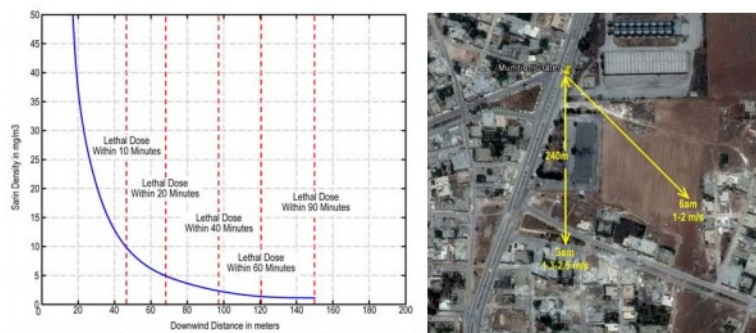 50
45
40
35
30
25
20
15
10
5
0
Sarin Density in mg/m3
Lethal Dose
Within 10 Minutes
Lethal Dose
Within 20 Minutes
Lethal Dose
Within 40 Minutes
Lethal Dose
Within 60 Minutes
Lethal Dose
Within 90 Minutes
0 20 40 60 80 100 120 140 160 180 200
Downwind Distance in meters
Munition Crater
240m
6am
1-2 m/s
3am
1.3-2.5 m/s